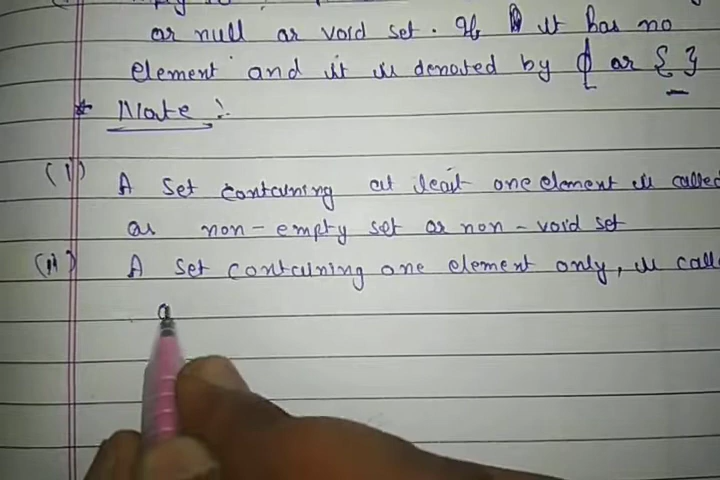 or null or void set. If it has no
element and it is denoted by ϕ or { }
* Note :-
(i) A set containing at least one element is called
as non-empty set or non-void set
(ii) A set containing one element only, is call
a